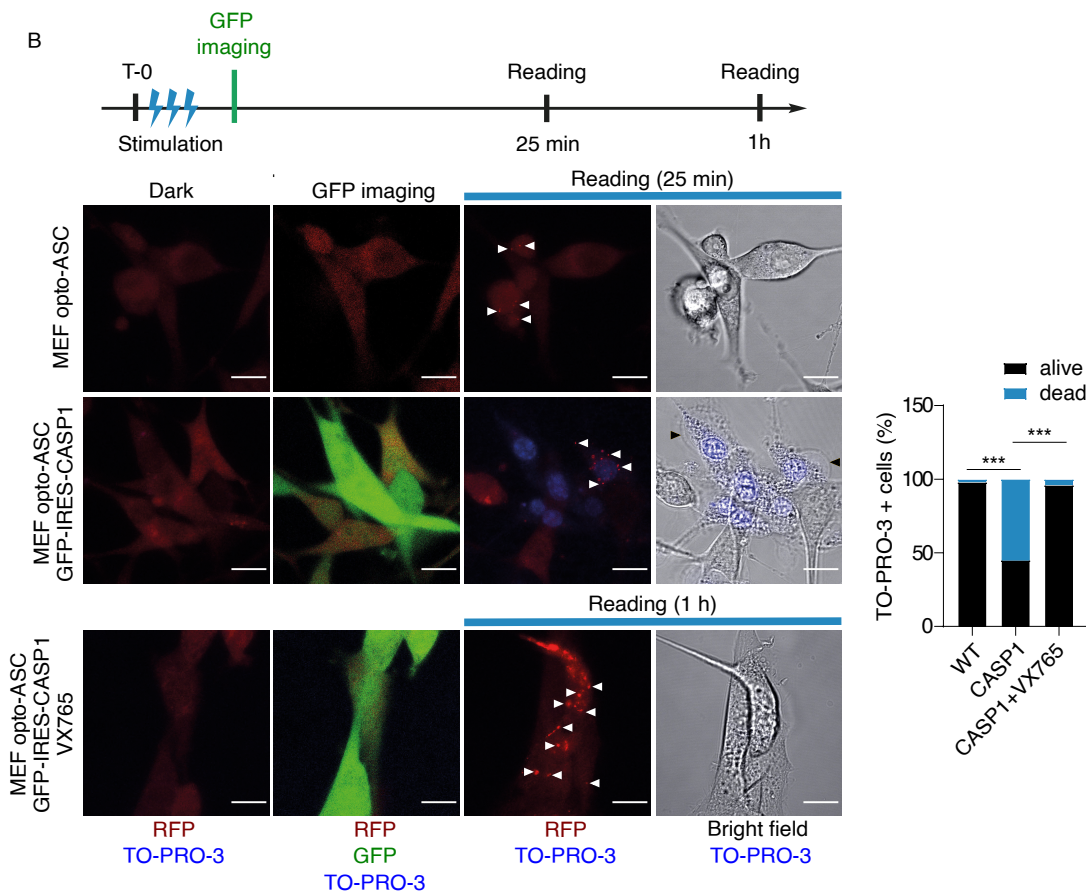 B
GFP
imaging
T-0
Reading
Reading
Stimulation
25 min
1h
Dark
GFP imaging
Reading (25 min)
MEF opto-ASC
MEF opto-ASC
GFP-IRES-CASP1
Reading (1 h)
MEF opto-ASC
GFP-IRES-CASP1
VX765
RFP
TO-PRO-3
RFP
GFP
TO-PRO-3
RFP
TO-PRO-3
Bright field
TO-PRO-3
alive
dead
TO-PRO-3 + cells (%)
150
100
50
0
***
***
WT
CASP1
CASP1+VX765